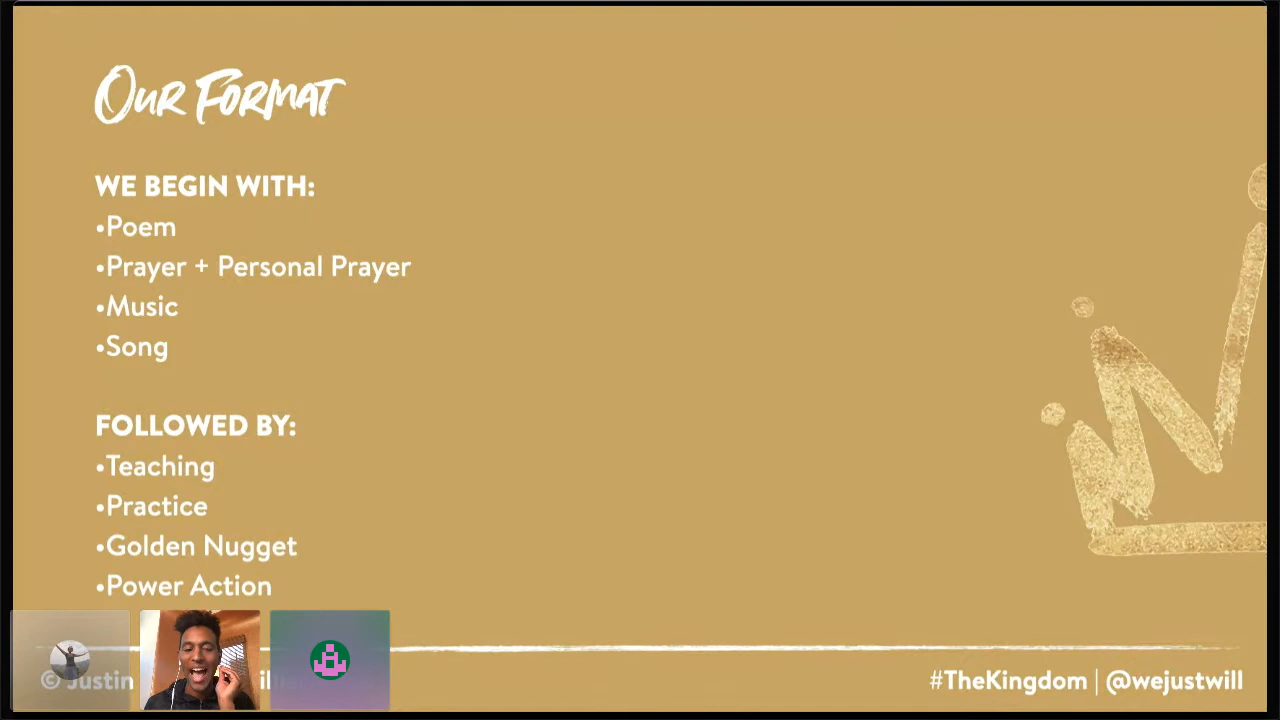 Our Format
WE BEGIN WITH:
•Poem
•Prayer + Personal Prayer
•Music
•Song
FOLLOWED BY:
•Teaching
•Practice
•Golden Nugget
•Power Action
© Justin
#TheKingdom | @wejustwill